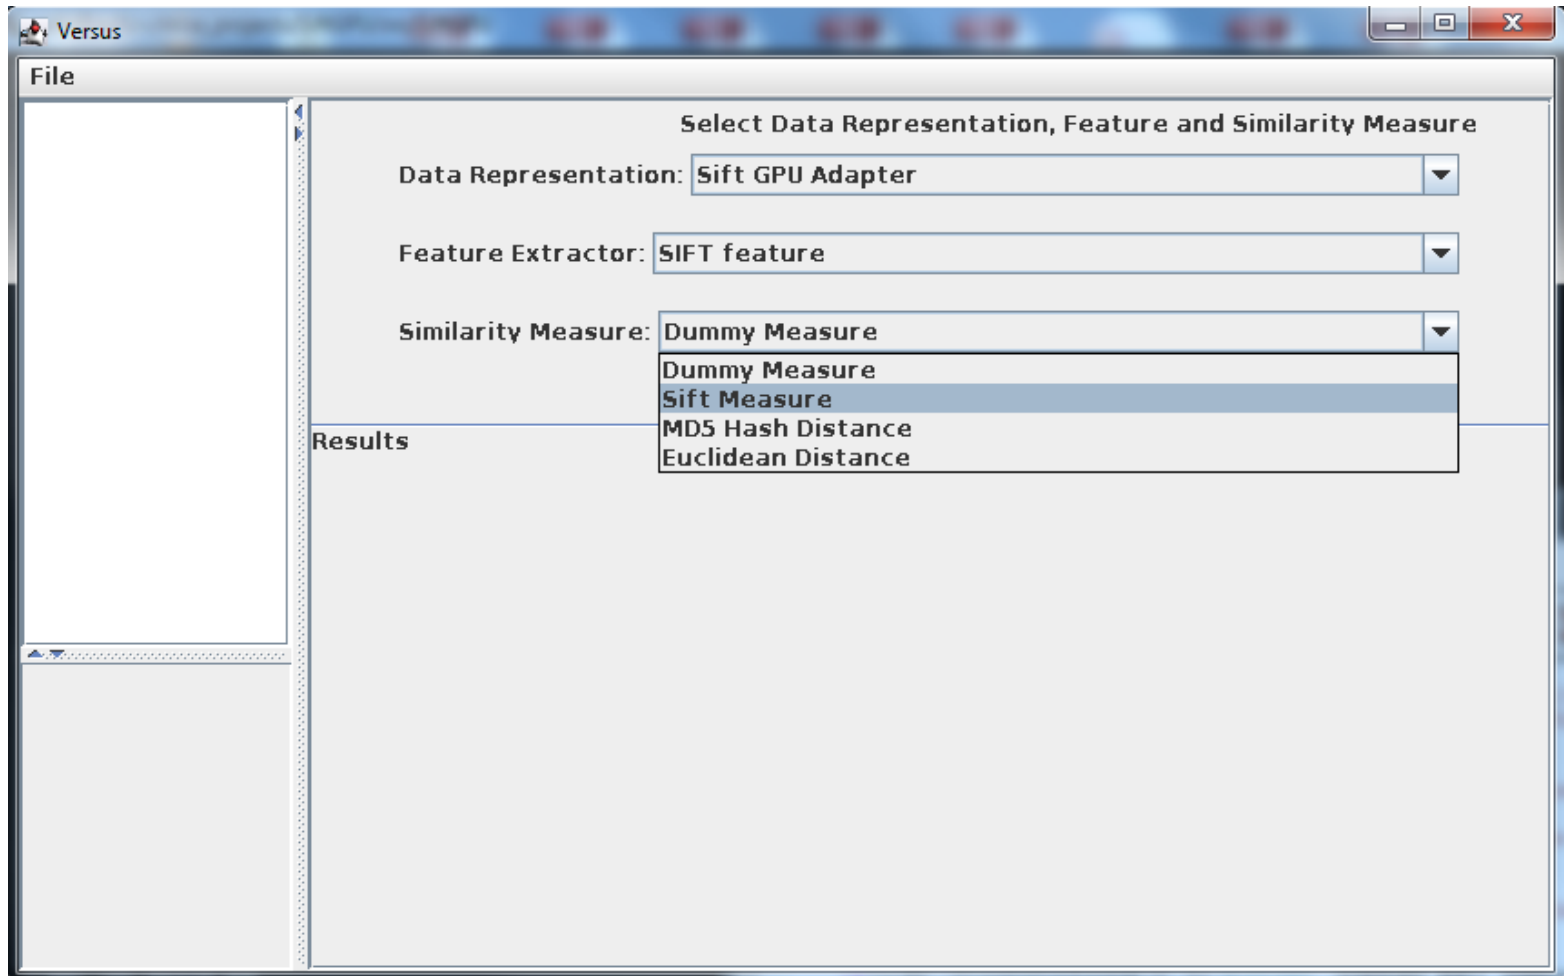 Versus
File
Select Data Representation, Feature and Similarity Measure
Data Representation: Sift GPU Adapter
Feature Extractor: SIFT feature
Similarity Measure: Dummy Measure
Dummy Measure
Sift Measure
MD5 Hash Distance
Euclidean Distance
Results